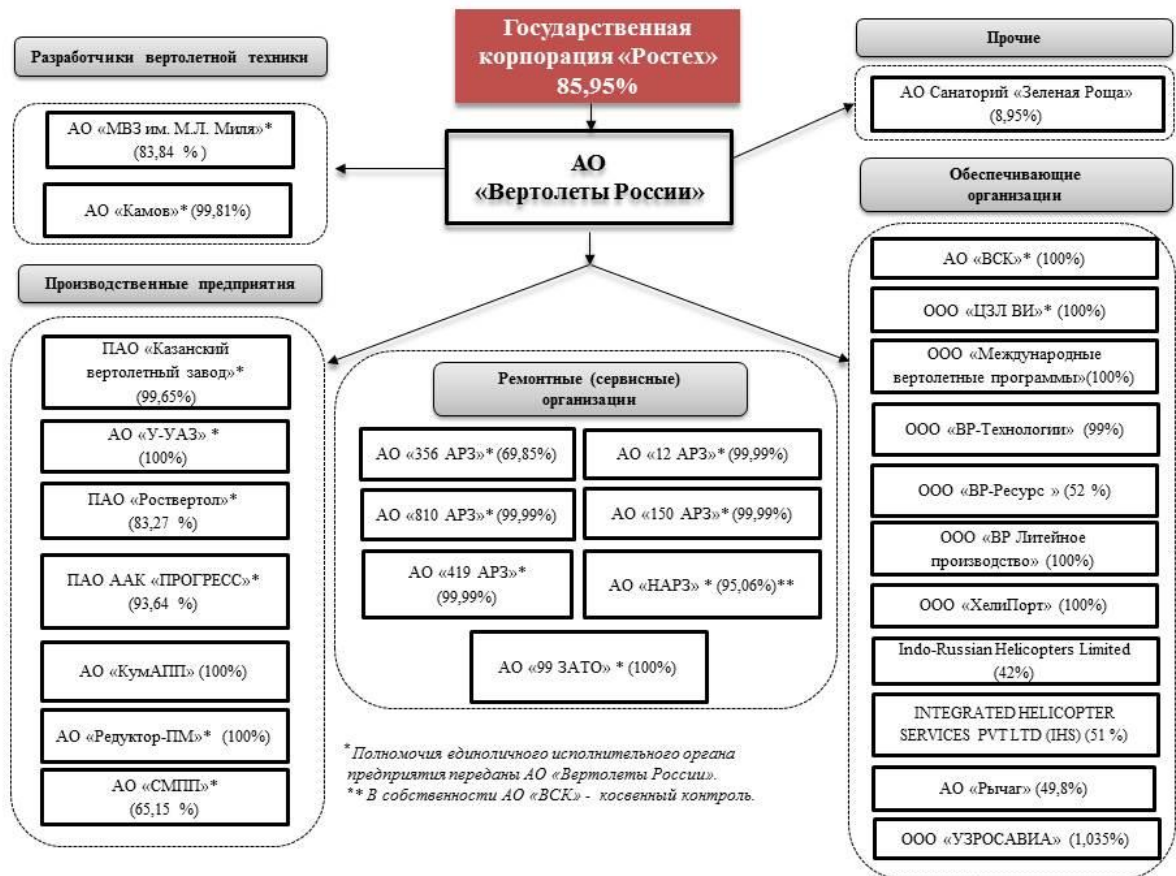 Государственная
корпорация «Ростех»
85,95%
АО
«Вертолеты России»
Разработчики вертолетной техники
АО «МВЗ им. М.Л. Миля»*
(83,84 % )
АО «Камов»* (99,81%)
Производственные предприятия
ПАО «Казанский
вертолетный завод»*
(99,65%)
АО «У-УАЗ» *
(100%)
ПАО «Роствертол»*
(83,27 %)
ПАО ААК «ПРОГРЕСС»*
(93,64 %)
АО «КумАПП» (100%)
АО «Редуктор-ПМ»* (100%)
АО «СМПП»*
(65,15 %)
Ремонтные (сервисные)
организации
АО «356 АРЗ»* (69,85%)
АО «12 АРЗ»* (99,99%)
АО «810 АРЗ»* (99,99%)
АО «150 АРЗ»* (99,99%)
АО «419 АРЗ»*
(99,99%)
АО «НАРЗ» * (95,06%)**
АО «99 ЗАТО» * (100%)
* Полномочия единоличного исполнительного органа
предприятия переданы АО «Вертолеты России».
** В собственности АО «ВСК» - косвенный контроль.
Прочие
АО Санаторий «Зеленая Роща»
(8,95%)
Обеспечивающие
организации
АО «ВСК»* (100%)
ООО «ЦЗЛ ВИ»* (100%)
ООО «Международные
вертолетные программы»(100%)
ООО «ВР-Технологии» (99%)
ООО «ВР-Ресурс » (52 %)
ООО «ВР Литейное
производство» (100%)
ООО «ХелиПорт» (100%)
Indo-Russian Helicopters Limited
(42%)
INTEGRATED HELICOPTER
SERVICES PVT LTD (IHS) (51 %)
АО «Рычаг» (49,8%)
ООО «УЗРОСАВИА» (1,035%)